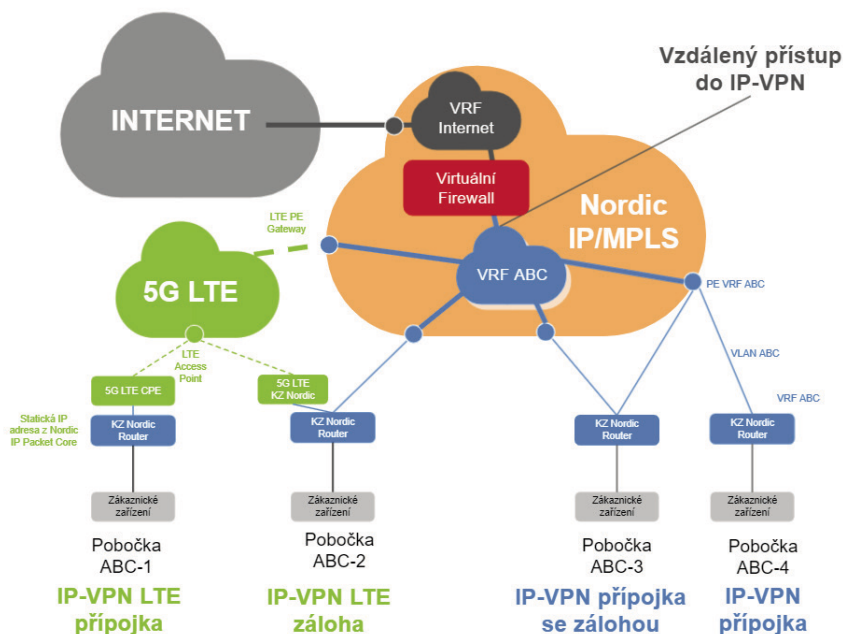 Vzdálený přístup
do IP-VPN
INTERNET
VRF
Internet
Virtuální
Firewall
Nordic
IP/MPLS
LTE PE
Gateway
5G LTE
VRF ABC
PE VRF ABC
LTE
Access
Point
VLAN ABC
5G LTE CPE
5G LTE
KZ Nordic
VRF ABC
Statická IP
adresa z Nordic
IP Packet Core
KZ Nordic
Router
KZ Nordic
Router
KZ Nordic
Router
KZ Nordic
Router
Zákaznické
zařízení
Zákaznické
zařízení
Zákaznické
zařízení
Zákaznické
zařízení
Pobočka
ABC-1
Pobočka
ABC-2
Pobočka
ABC-3
Pobočka
ABC-4
IP-VPN LTE
přípojka
IP-VPN LTE
záloha
IP-VPN přípojka
se zálohou
IP-VPN
přípojka